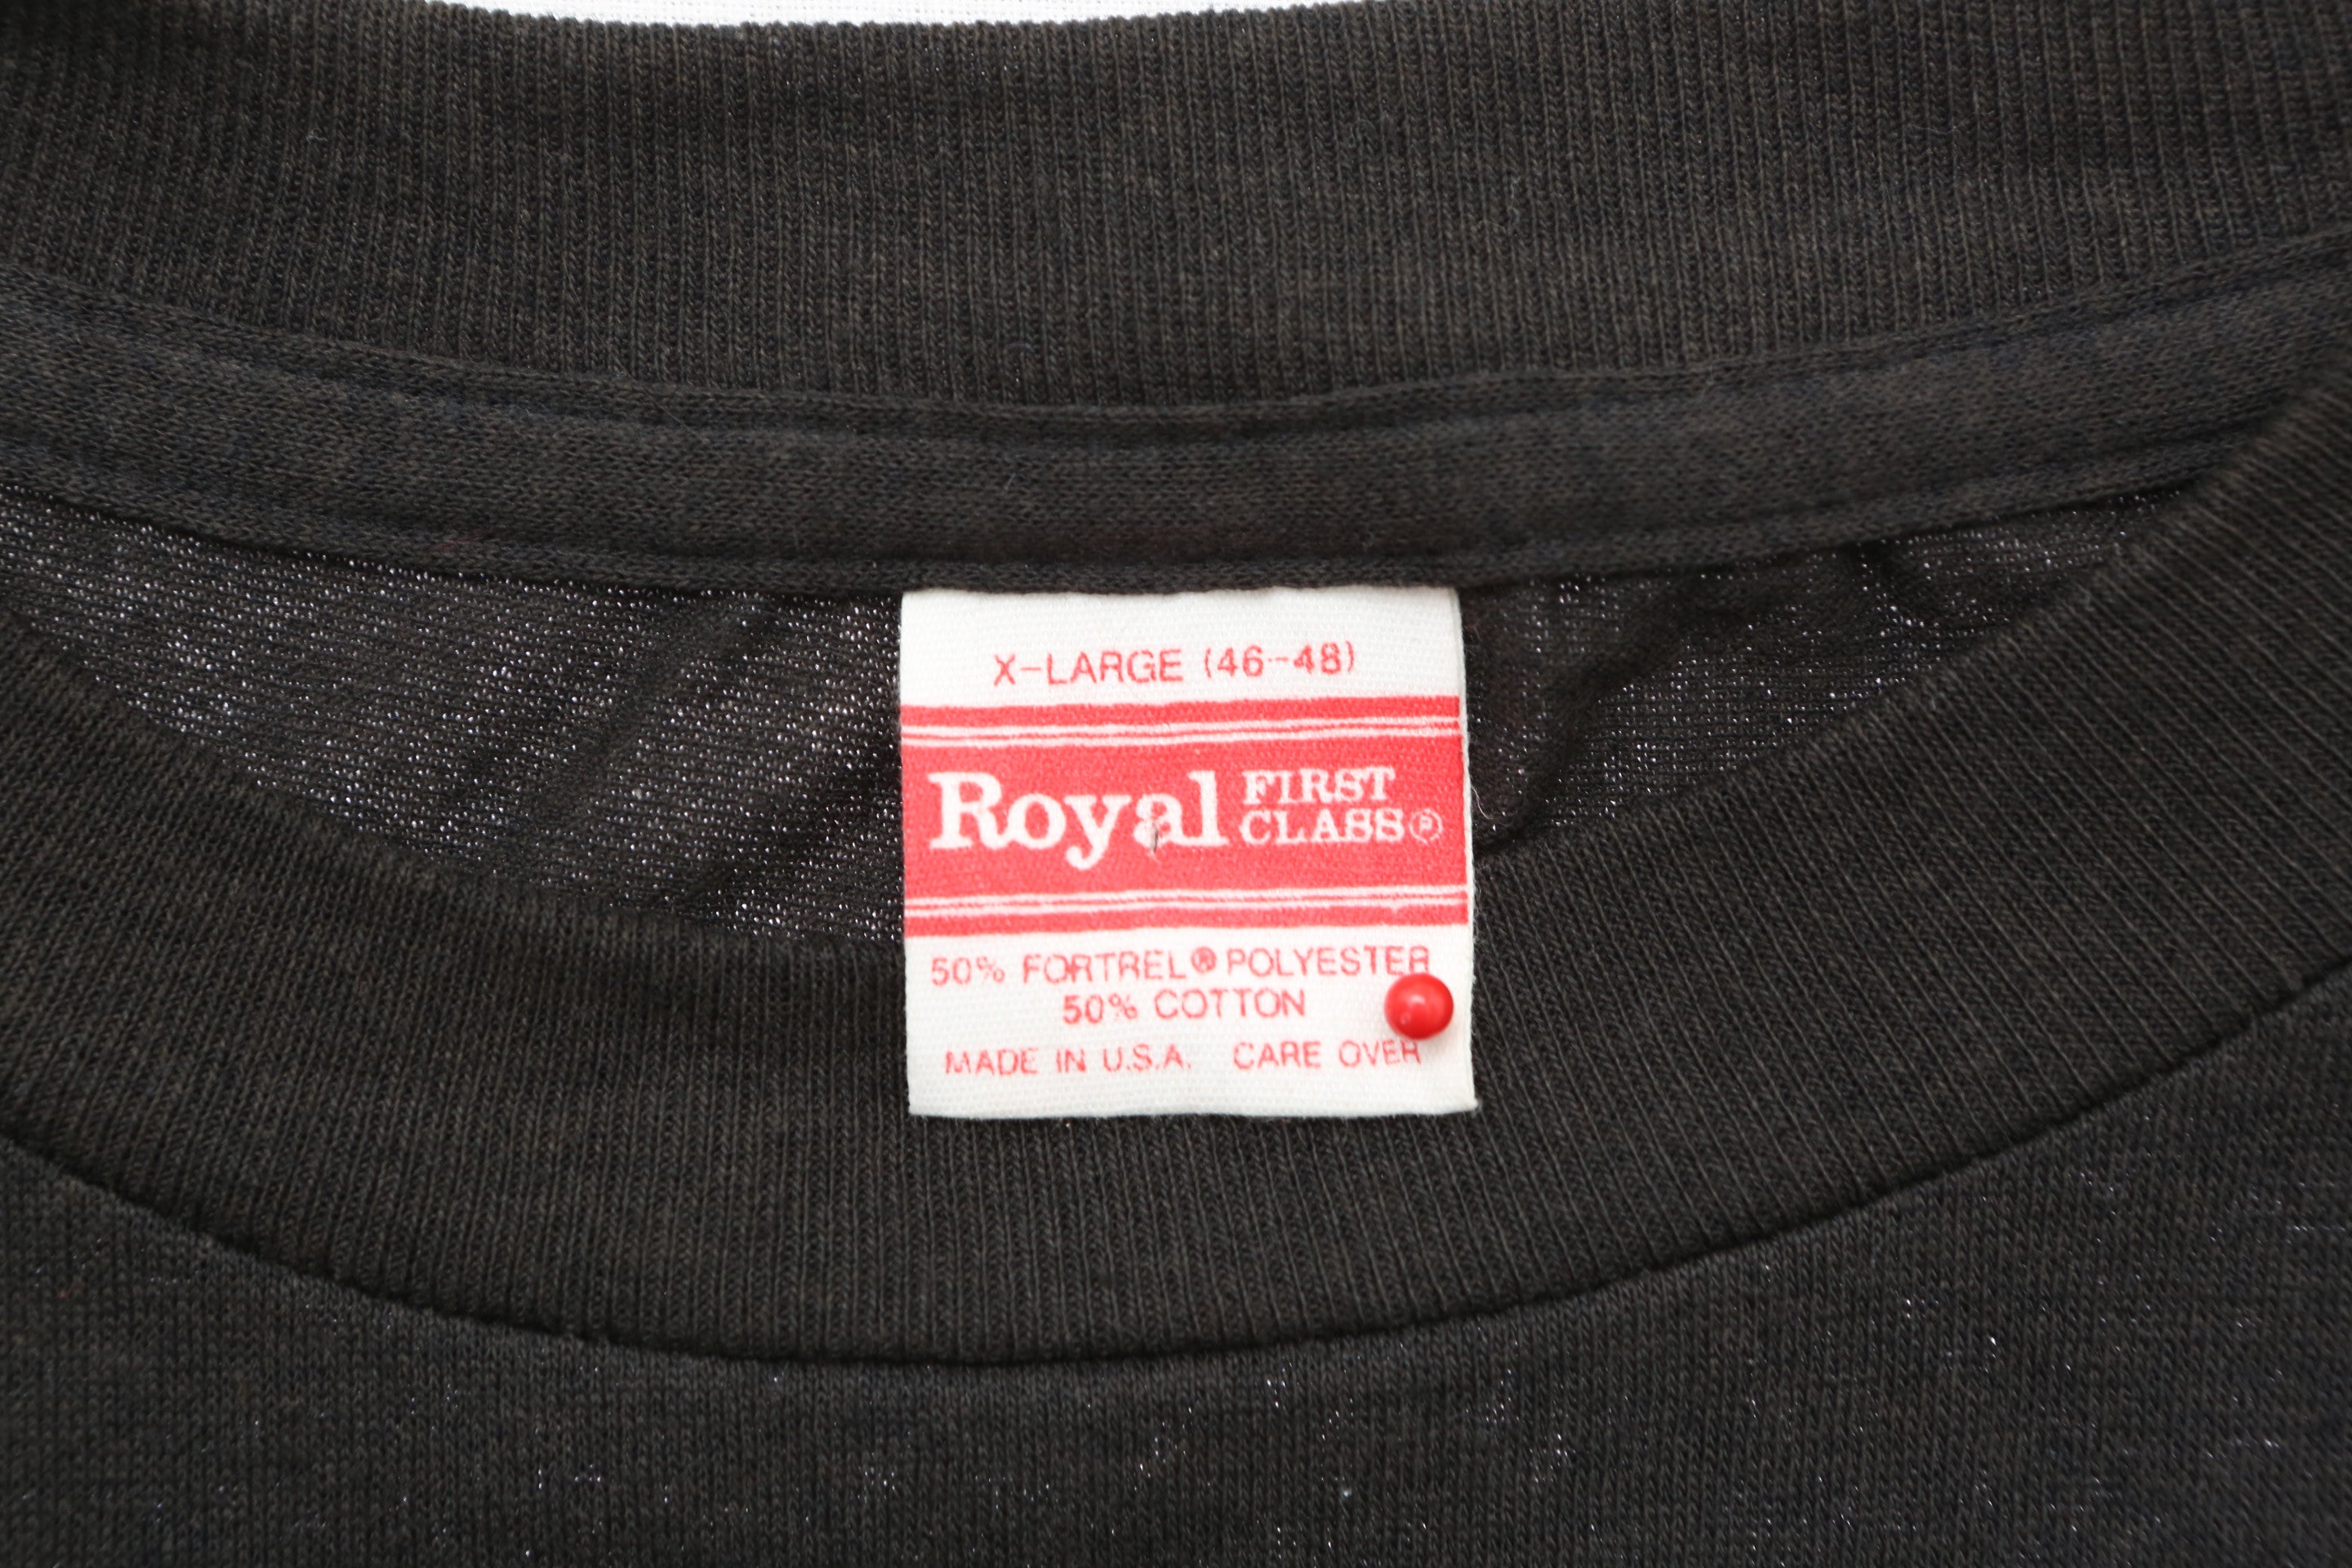 X-LARGE (46-48)
Royal FIRST CLASS®
50% FORTREL® POLYESTER
50% COTTON
MADE IN U.S.A. CARE OVER